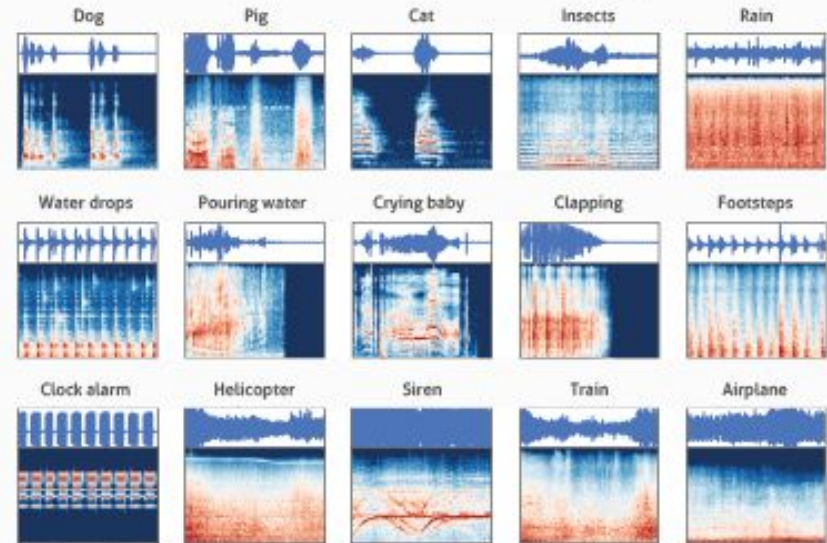 Dog Pig Cat Insects Rain
Water drops Pouring water Crying baby Clapping Footsteps
Clock alarm Helicopter Siren Train Airplane